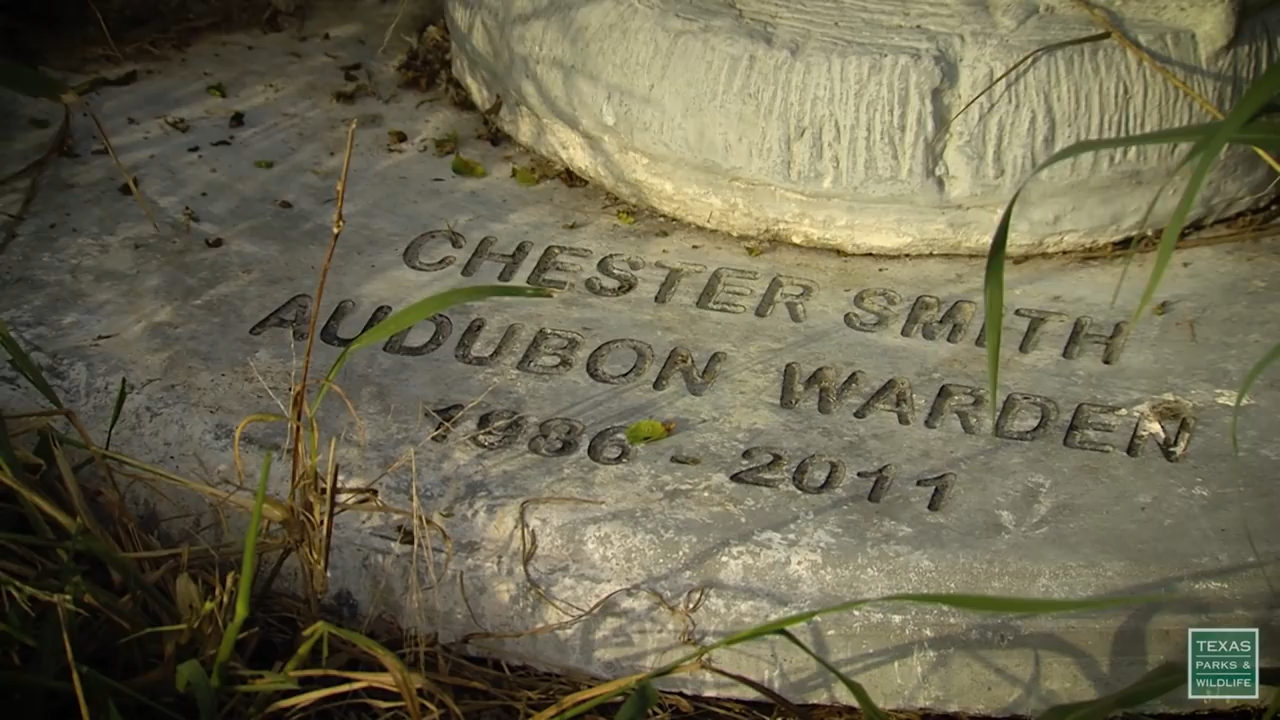 CHESTER SMITH
AUDUBON WARDEN
1986 - 2011
TEXAS
PARKS &
WILDLIFE